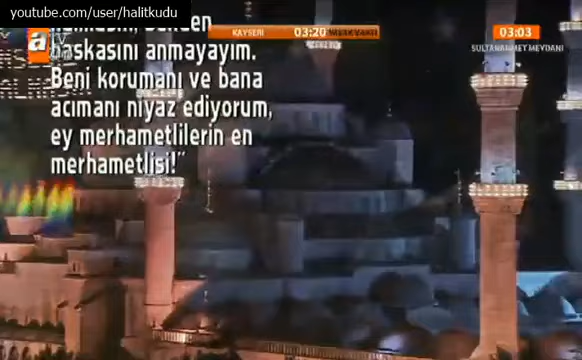 youtube.com/user/halitkudu
KAYSERİ 03:20
03:03
SULTANAHMET MEYDANI
a
başkasını anmayayım.
Beni korumanı ve bana
acımanı niyaz ediyorum,
ey merhametlilerin en
merhametlisi!"